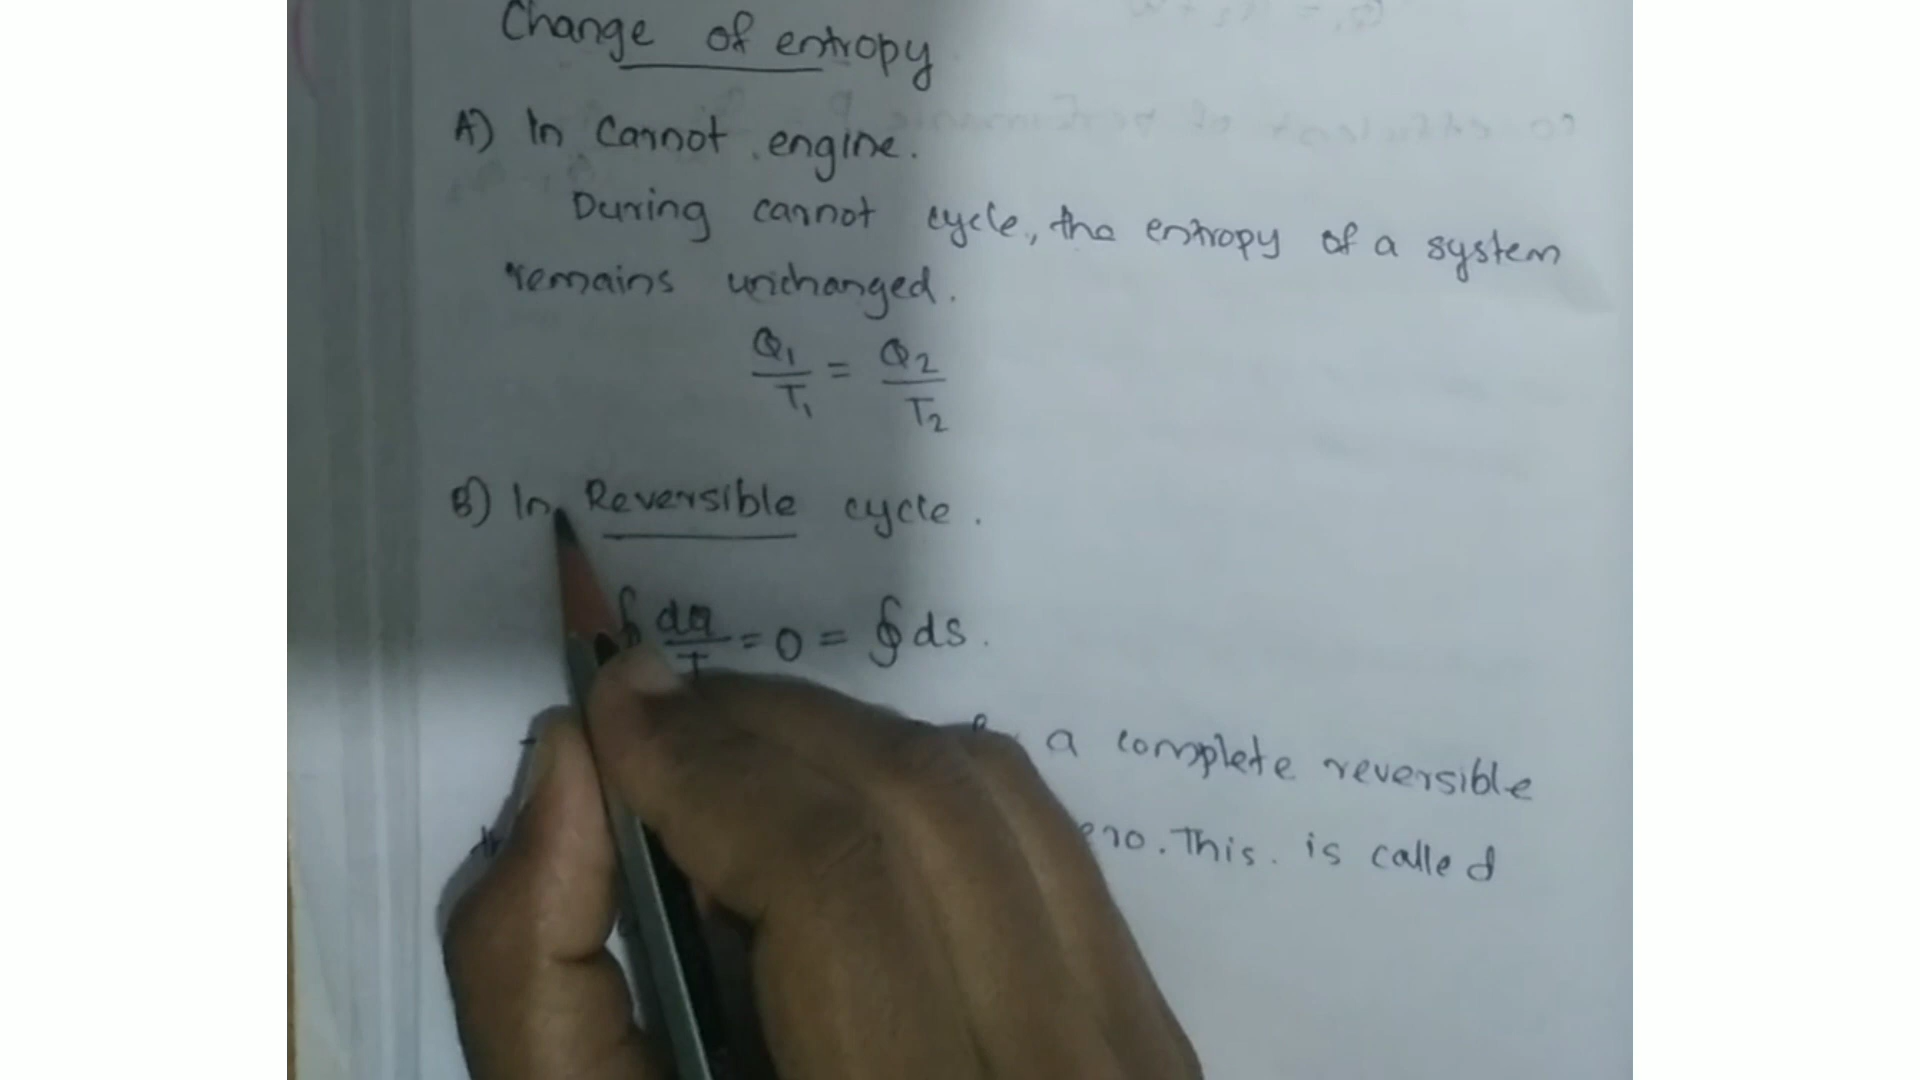 Change of entropy
A) In Carnot engine.
During carnot cycle, the entropy of a system
remains unchanged.
Q₁/T₁ = Q₂/T₂
B) In Reversible cycle.
∮ dQ/T = 0 = ∮ ds.
a complete reversible
This is called